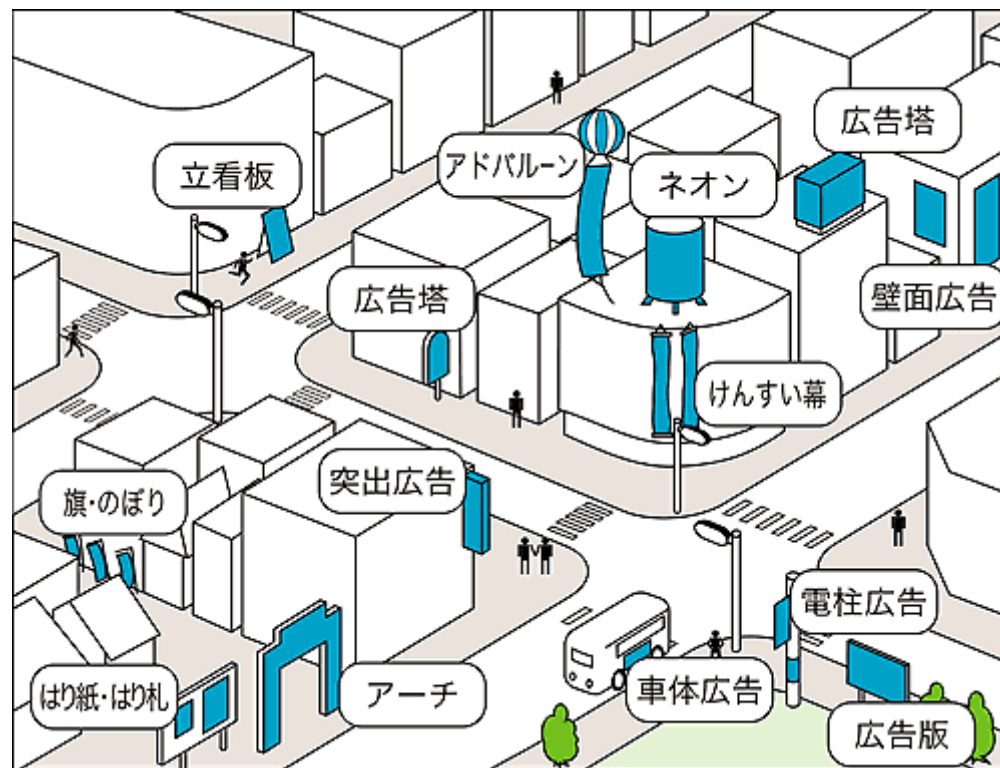 広告塔
アドバルーン
立看板
ネオン
広告塔
壁面広告
けんすい幕
突出広告
旗・のぼり
電柱広告
はり紙・はり札
アーチ
車体広告
広告版